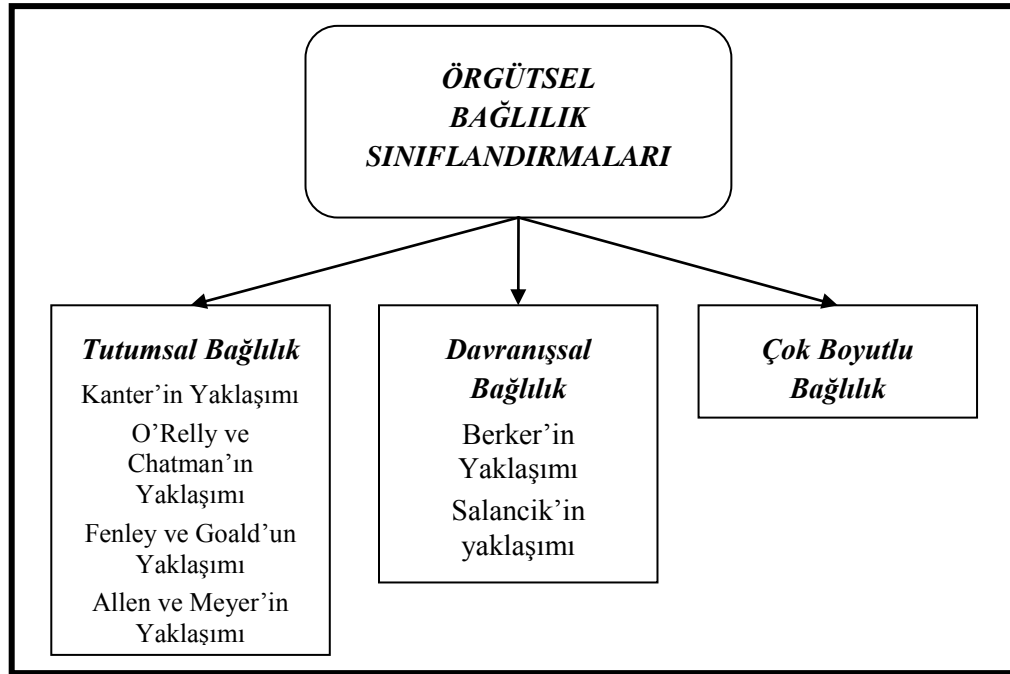 ÖRGÜTSEL
BAĞLILIK
SINIFLANDIRMALARI
Tutumsal Bağlılık
Kanter’in Yaklaşımı
O’Relly ve
Chatman’ın
Yaklaşımı
Fenley ve Goald’un
Yaklaşımı
Allen ve Meyer’in
Yaklaşımı
Davranışsal
Bağlılık
Berker’in
Yaklaşımı
Salancik’in
yaklaşımı
Çok Boyutlu
Bağlılık